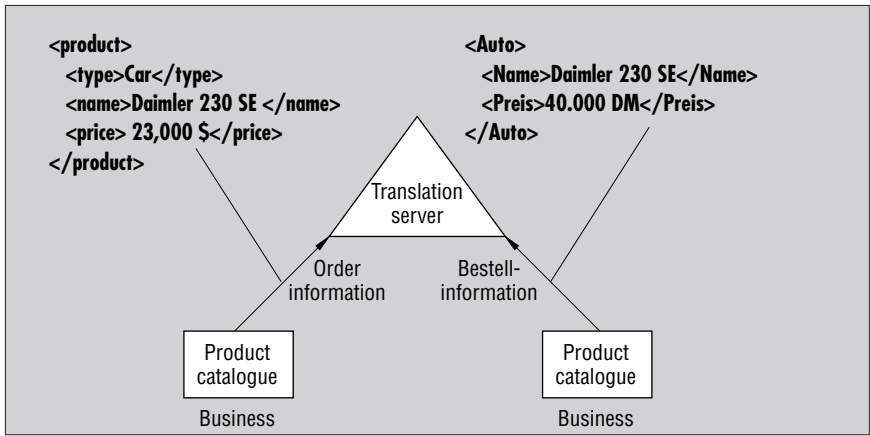 <product>
<type>Car</type>
<name>Daimler 230 SE </name>
<price> 23,000 $</price>
</product>
<Auto>
<Name>Daimler 230 SE</Name>
<Preis>40.000 DM</Preis>
</Auto>
Translation
server
Order
information
Bestell-
information
Product
catalogue
Business
Product
catalogue
Business